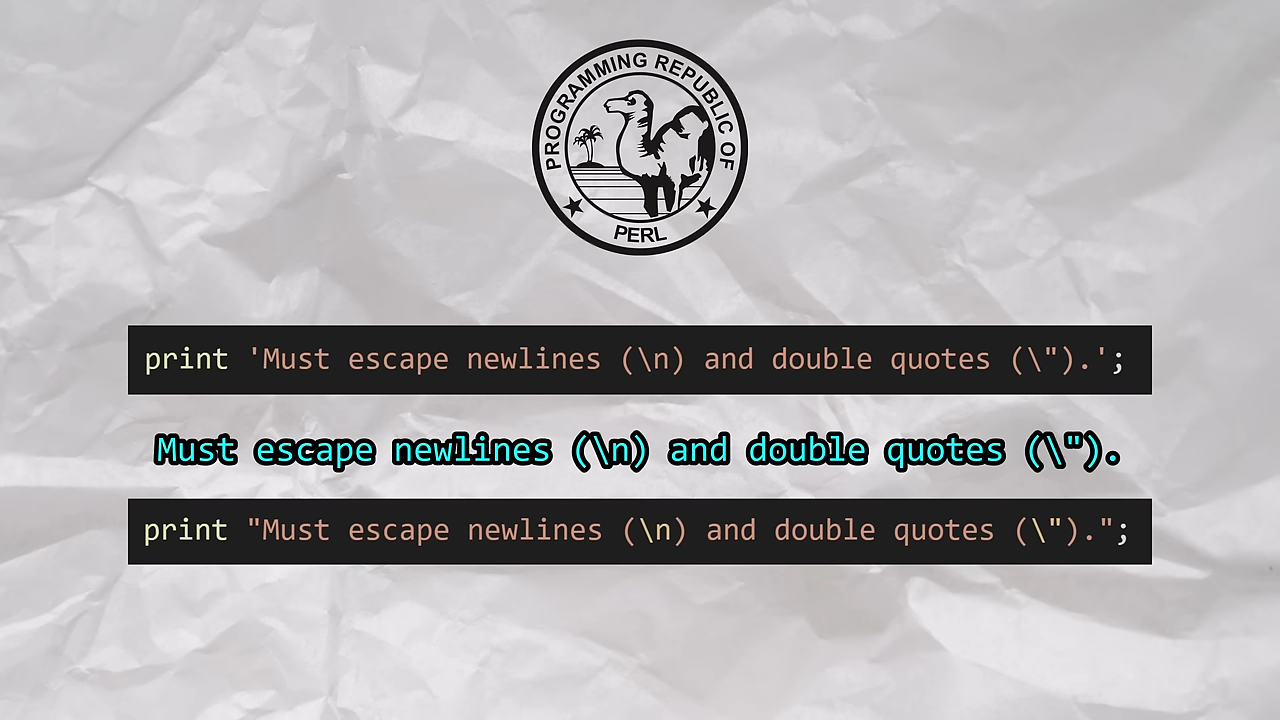 PROGRAMMING REPUBLIC OF
PERL
print 'Must escape newlines (\n) and double quotes (\").';
Must escape newlines (\n) and double quotes (\").
print "Must escape newlines (\n) and double quotes (\").";